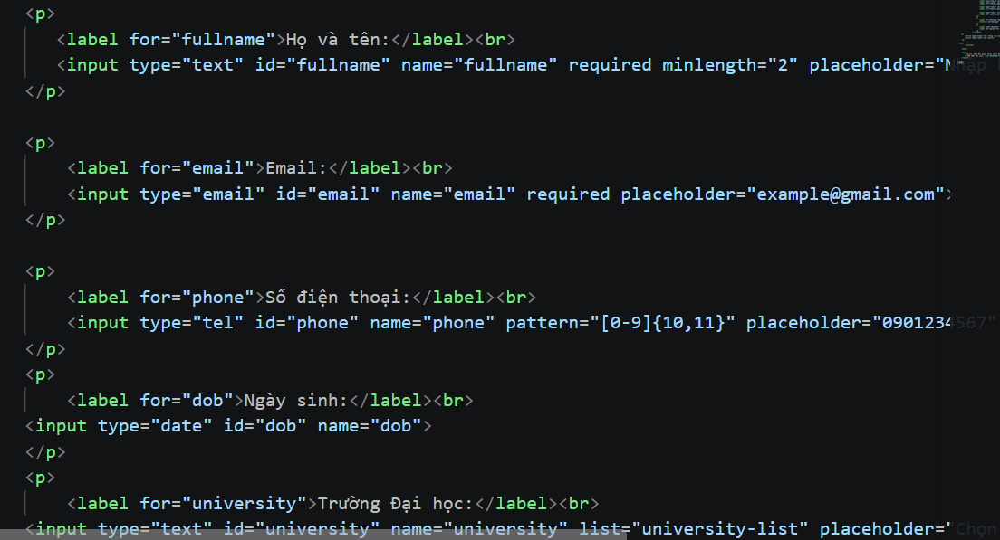 <p>
<label for="fullname">Họ và tên:</label><br>
<input type="text" id="fullname" name="fullname" required minlength="2" placeholder="Nhập
</p>
<p>
<label for="email">Email:</label><br>
<input type="email" id="email" name="email" required placeholder="example@gmail.com">
</p>
<p>
<label for="phone">Số điện thoại:</label><br>
<input type="tel" id="phone" name="phone" pattern="[0-9]{10,11}" placeholder="0901234567"
</p>
<p>
<label for="dob">Ngày sinh:</label><br>
<input type="date" id="dob" name="dob">
</p>
<p>
<label for="university">Trường Đại học:</label><br>
<input type="text" id="university" name="university" list="university-list" placeholder="Chọn